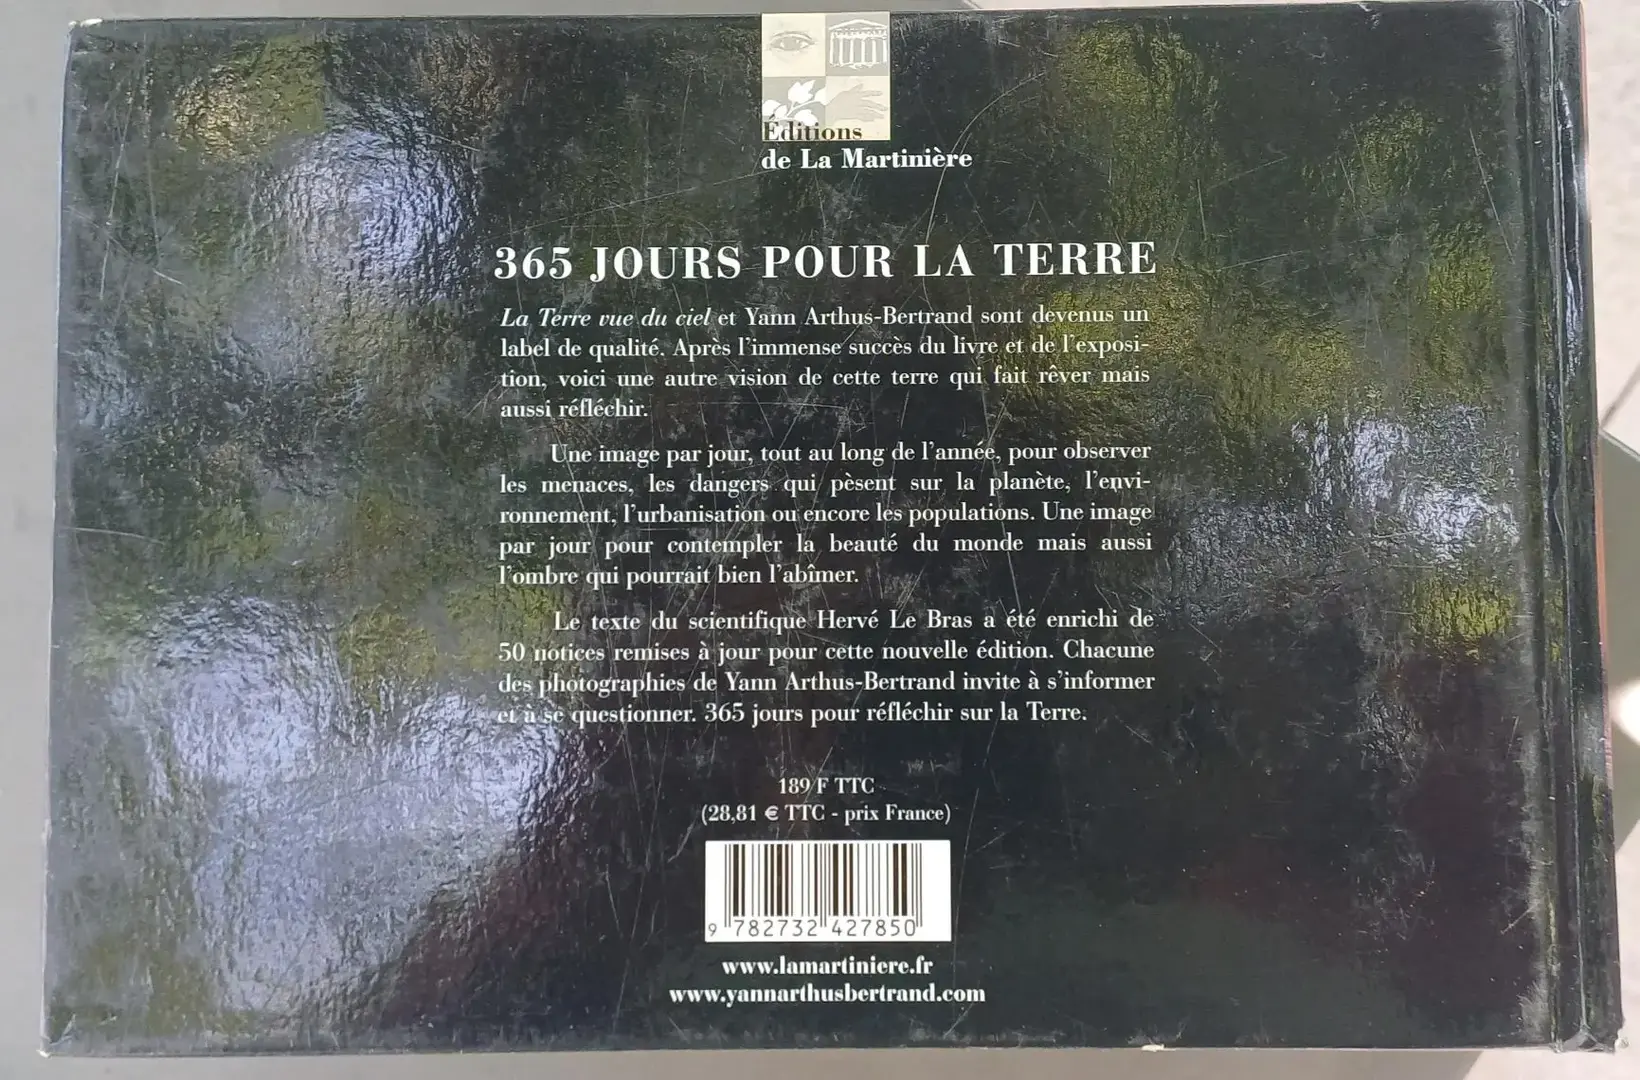 Éditions
de La Martinière
365 JOURS POUR LA TERRE
La Terre vue du ciel et Yann Arthus-Bertrand sont devenus un
label de qualité. Après l'immense succès du livre et de l'exposi-
tion, voici une autre vision de cette terre qui fait rêver mais
aussi réfléchir.
Une image par jour, tout au long de l'année, pour observer
les menaces, les dangers qui pèsent sur la planète, l'envi-
ronnement, l'urbanisation ou encore les populations. Une image
par jour pour contempler la beauté du monde mais aussi
l'ombre qui pourrait bien l'abîmer.
Le texte du scientifique Hervé Le Bras a été enrichi de
50 notices remises à jour pour cette nouvelle édition. Chacune
des photographies de Yann Arthus-Bertrand invite à s'informer
et à se questionner. 365 jours pour réfléchir sur la Terre.
189 F TTC
(28,81 € TTC - prix France)
9 782732 427850
www.lamartiniere.fr
www.yannarthusbertrand.com